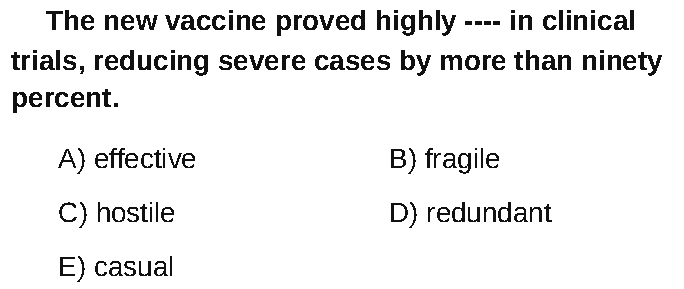 The new vaccine proved highly ---- in clinical
trials, reducing severe cases by more than ninety
percent.
A) effective B) fragile
C) hostile D) redundant
E) casual